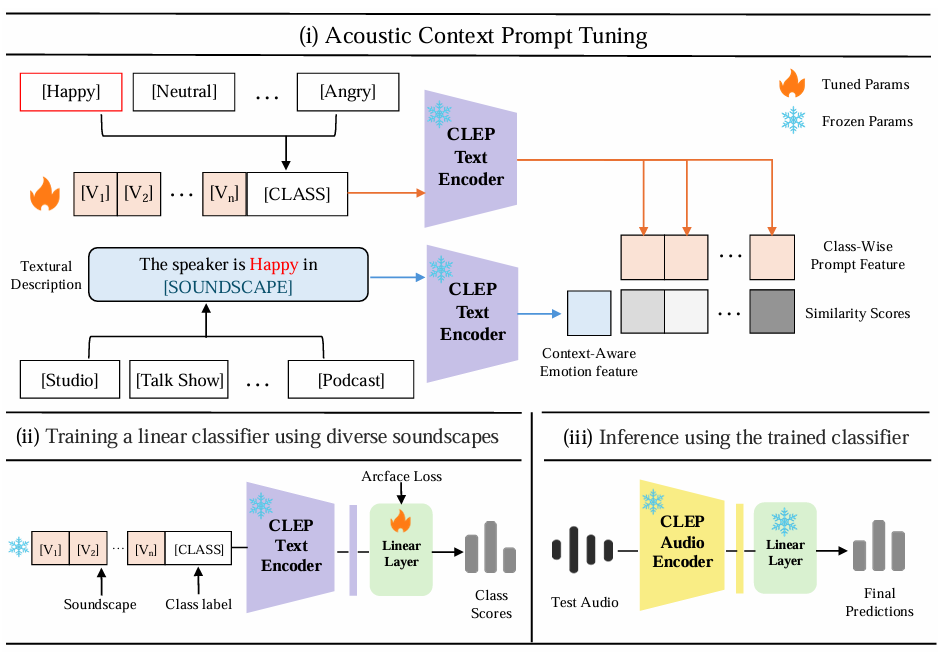 (i) Acoustic Context Prompt Tuning
[Happy] [Neutral] ... [Angry]
Tuned Params
Frozen Params
CLEP
Text
Encoder
[V1] [V2] ... [Vn] [CLASS]
Textural
Description
The speaker is Happy in
[SOUNDSCAPE]
CLEP
Text
Encoder
Class-Wise
Prompt Feature
...
Similarity Scores
...
Context-Aware
Emotion feature
[Studio] [Talk Show] ... [Podcast]
(ii) Training a linear classifier using diverse soundscapes
Arcface Loss
[V1] [V2] ... [Vn] [CLASS]
CLEP
Text
Encoder
Linear
Layer
Soundscape
Class label
Class
Scores
(iii) Inference using the trained classifier
Test Audio
CLEP
Audio
Encoder
Linear
Layer
Final
Predictions